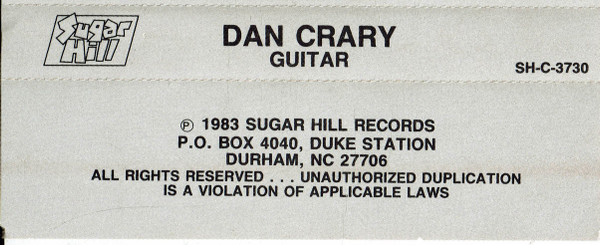 Sugar
Hill
DAN CRARY
GUITAR
SH-C-3730
℗ 1983 SUGAR HILL RECORDS
P.O. BOX 4040, DUKE STATION
DURHAM, NC 27706
ALL RIGHTS RESERVED . . . UNAUTHORIZED DUPLICATION
IS A VIOLATION OF APPLICABLE LAWS